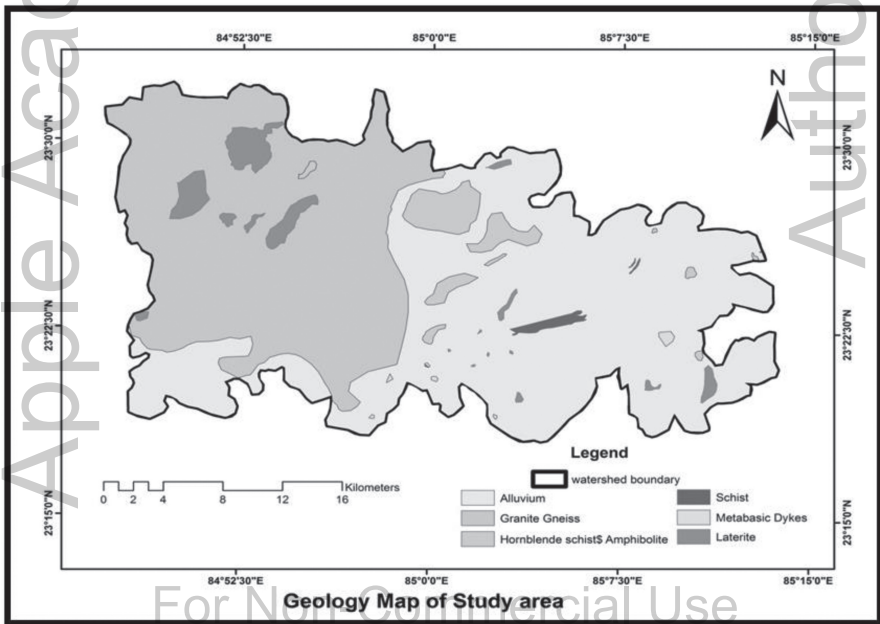 84°52'30"E 85°0'0"E 85°7'30"E 85°15'0"E
N
23°30'0"N 23°30'0"N
23°22'30"N 23°22'30"N
23°15'0"N 23°15'0"N
Legend
watershed boundary
Alluvium Schist
Granite Gneiss Metabasic Dykes
Hornblende schist$ Amphibolite Laterite
Kilometers
0 2 4 8 12 16
84°52'30"E 85°0'0"E 85°7'30"E 85°15'0"E
Geology Map of Study area
Apple Aca
Autho
For Non-Commercial Use